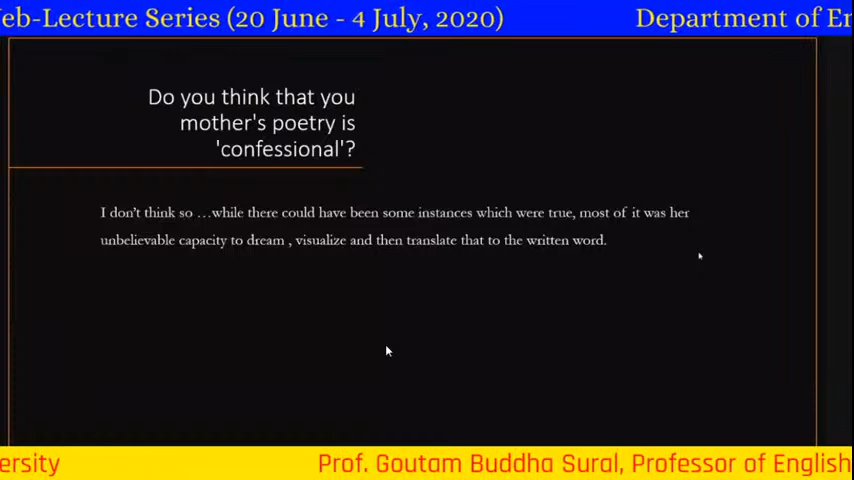 eb-Lecture Series (20 June - 4 July, 2020) Department of En
Do you think that you
mother's poetry is
'confessional'?
I don't think so …while there could have been some instances which were true, most of it was her
unbelievable capacity to dream , visualize and then translate that to the written word.
ersity Prof. Goutam Buddha Sural, Professor of English